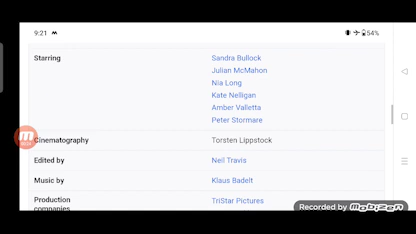 9:21
54%
Starring
Sandra Bullock
Julian McMahon
Nia Long
Kate Nelligan
Amber Valletta
Peter Stormare
Cinematography Torsten Lippstock
Edited by Neil Travis
Music by Klaus Badelt
Production TriStar Pictures
companies
Recorded by Mobizen